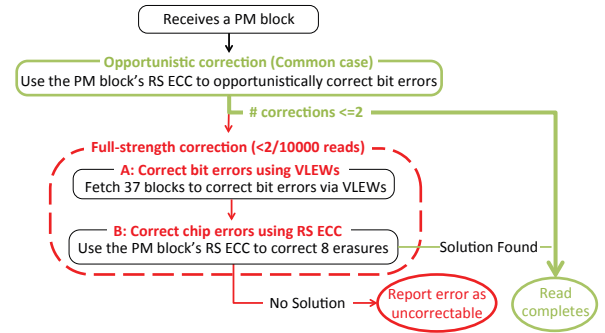 Receives a PM block
Opportunistic correction (Common case)
Use the PM block's RS ECC to opportunistically correct bit errors
# corrections <=2
Full-strength correction (<2/10000 reads)
A: Correct bit errors using VLEWs
Fetch 37 blocks to correct bit errors via VLEWs
B: Correct chip errors using RS ECC
Use the PM block's RS ECC to correct 8 erasures
Solution Found
No Solution
Report error as
uncorrectable
Read
completes